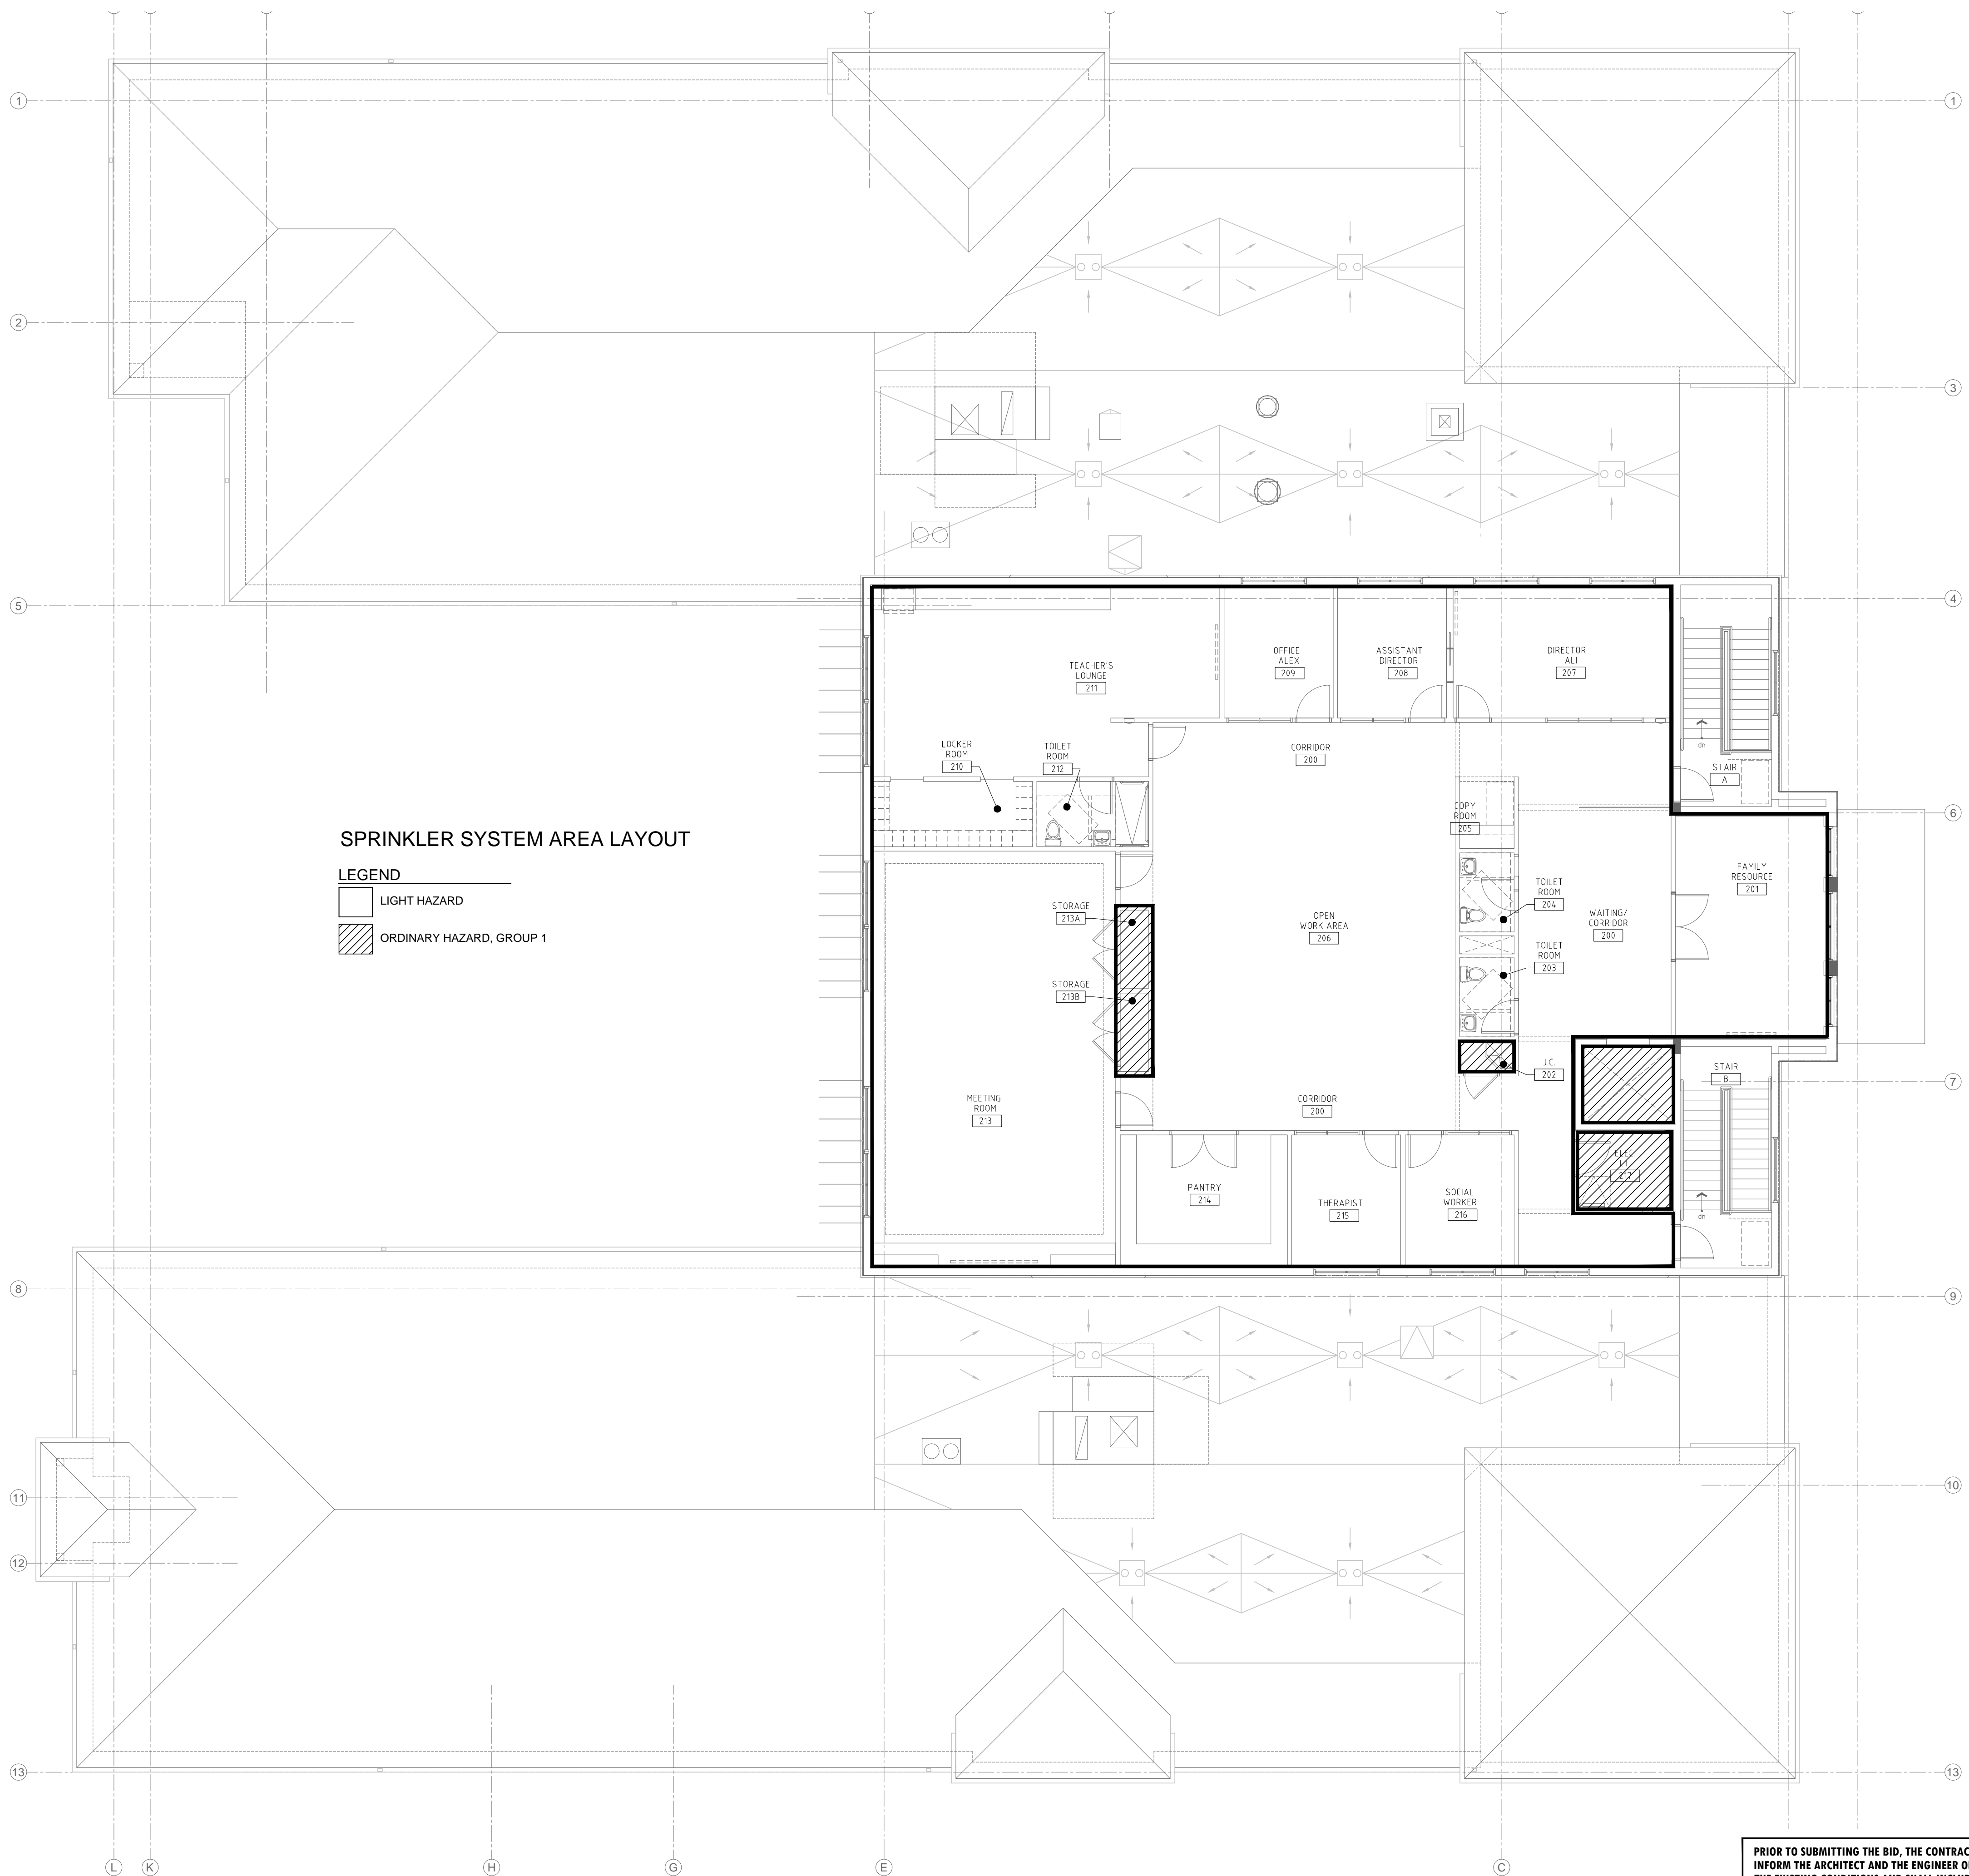 1
1
2
3
5
4
TEACHER'S
LOUNGE
211
OFFICE
ALEX
209
ASSISTANT
DIRECTOR
208
DIRECTOR
ALI
207
dn
LOCKER
ROOM
210
TOILET
ROOM
212
CORRIDOR
200
STAIR
A
COPY
ROOM
205
6
SPRINKLER SYSTEM AREA LAYOUT
LEGEND
LIGHT HAZARD
ORDINARY HAZARD, GROUP 1
FAMILY
RESOURCE
201
TOILET
ROOM
204
STORAGE
213A
OPEN
WORK AREA
206
WAITING/
CORRIDOR
200
TOILET
ROOM
203
STORAGE
213B
J.C.
202
STAIR
B
7
MEETING
ROOM
213
CORRIDOR
200
ELEC
LT
217
PANTRY
214
THERAPIST
215
SOCIAL
WORKER
216
dn
8
9
11
10
12
13
13
L
K
H
G
E
C
PRIOR TO SUBMITTING THE BID, THE
INFORM THE ARCHITECT AND THE ENGINEER